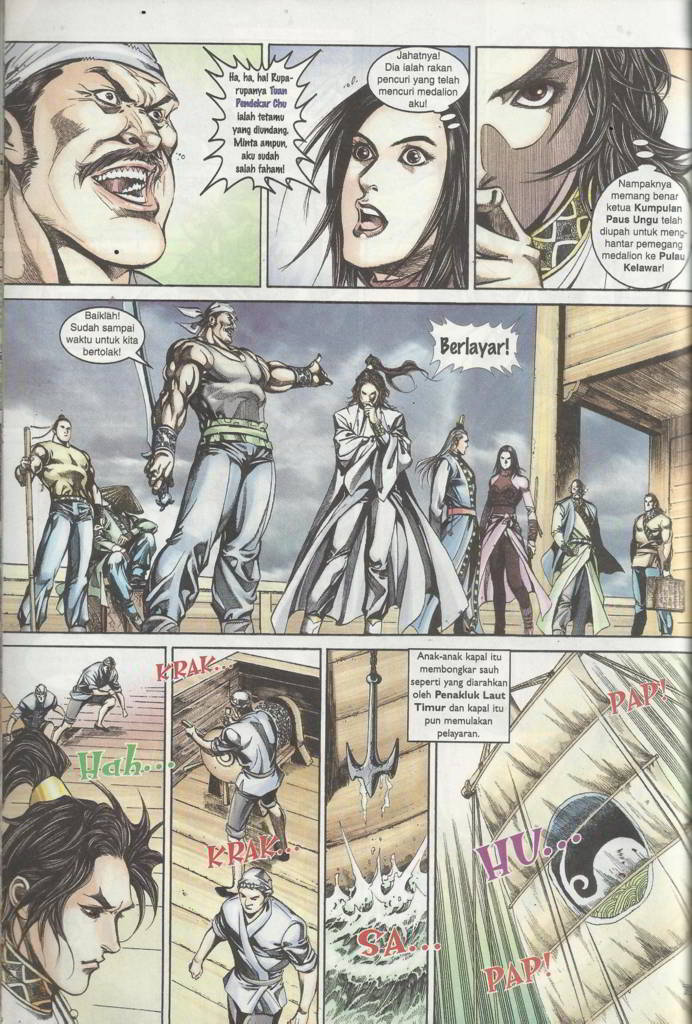 Ha, ha, ha! Rupa-
rupanya Tuan
Pendekar Chu
ialah tetamu
yang diundang.
Minta ampun,
aku sudah
salah faham!
Jahatnya!
Dia ialah rakan
pencuri yang telah
mencuri medalion
aku!
Nampaknya
memang benar
ketua Kumpulan
Paus Ungu telah
diupah untuk meng-
hantar pemegang
medalion ke Pulau
Kelawar!
Baiklah!
Sudah sampai
waktu untuk kita
bertolak!
Berlayar!
Hah...
KRAK...
KRAK...
SA...
Anak-anak kapal itu
membongkar sauh
seperti yang diarahkan
oleh Penakluk Laut
Timur dan kapal itu
pun memulakan
pelayaran.
PAP!
HU...
PAP!